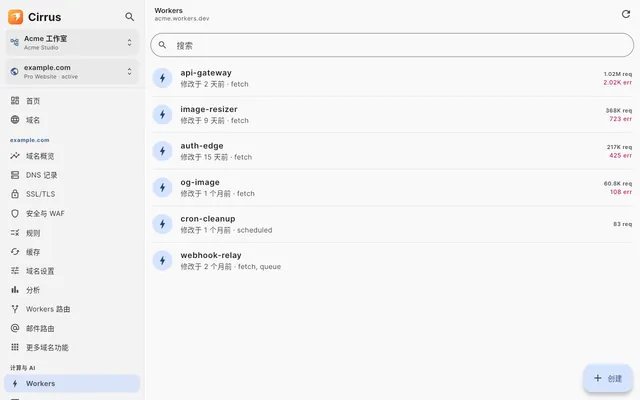 Cirrus
Acme 工作室
Acme Studio
example.com
Pro Website · active
首页
域名
example.com
域名概览
DNS 记录
SSL/TLS
安全与 WAF
规则
缓存
域名设置
分析
Workers 路由
邮件路由
更多域名功能
计算与 AI
Workers
Workers
acme.workers.dev
搜索
api-gateway
修改于 2 天前 · fetch
1.02M req
2.02K err
image-resizer
修改于 9 天前 · fetch
368K req
723 err
auth-edge
修改于 15 天前 · fetch
217K req
425 err
og-image
修改于 1 个月前 · fetch
60.8K req
108 err
cron-cleanup
修改于 1 个月前 · scheduled
83 req
webhook-relay
修改于 2 个月前 · fetch, queue
创建